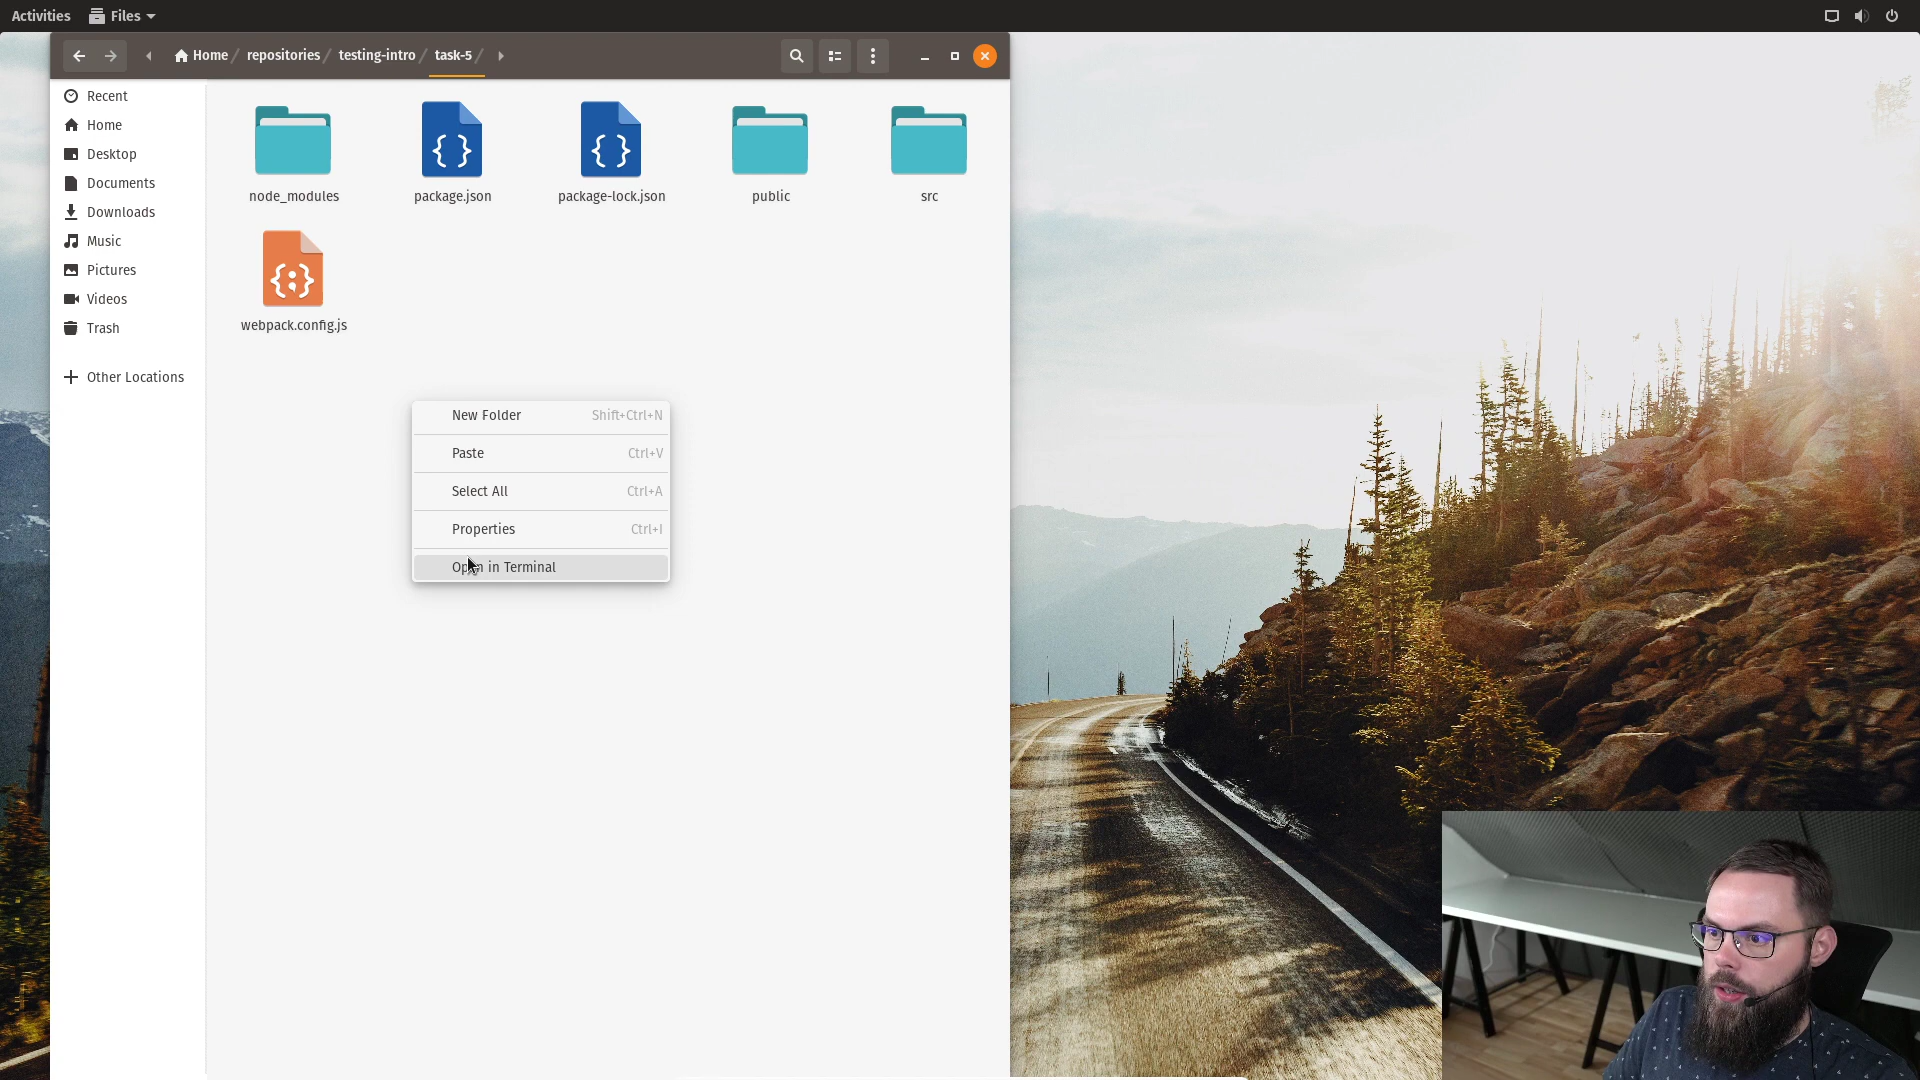 Activities Files
Home / repositories / testing-intro / task-5 /
Recent
Home
Desktop
Documents
Downloads
Music
Pictures
Videos
Trash
Other Locations
node_modules package.json package-lock.json public src
webpack.config.js
New Folder Shift+Ctrl+N
Paste Ctrl+V
Select All Ctrl+A
Properties Ctrl+I
Open in Terminal